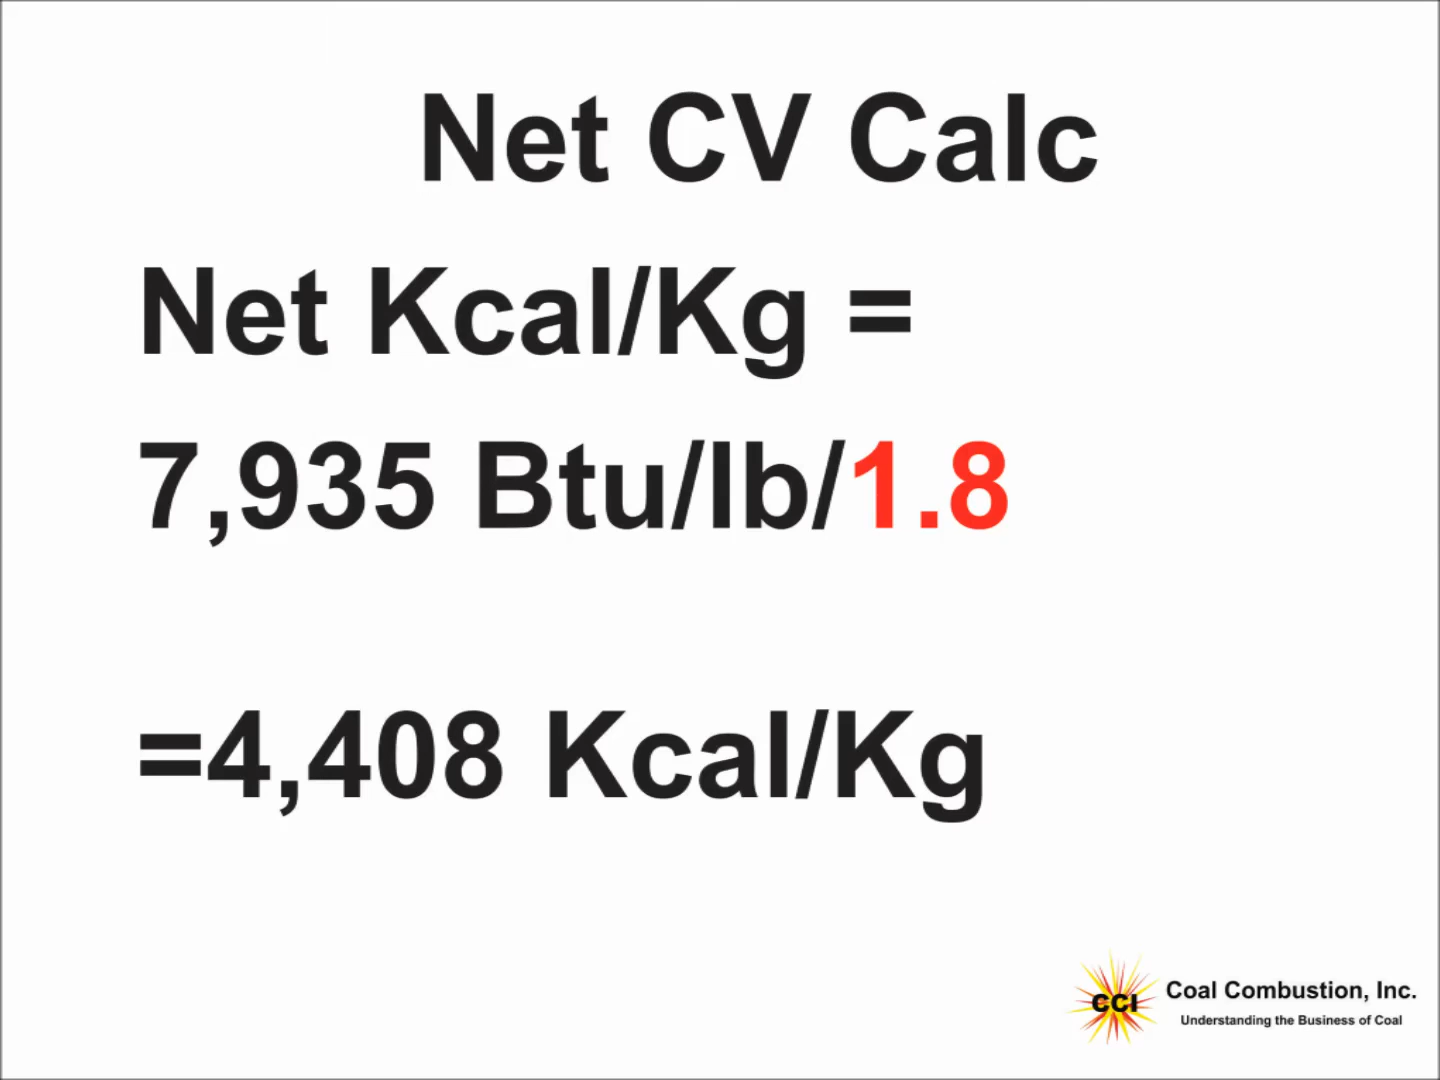 Net CV Calc
Net Kcal/Kg =
7,935 Btu/lb/1.8
=4,408 Kcal/Kg
CCI
Coal Combustion, Inc.
Understanding the Business of Coal